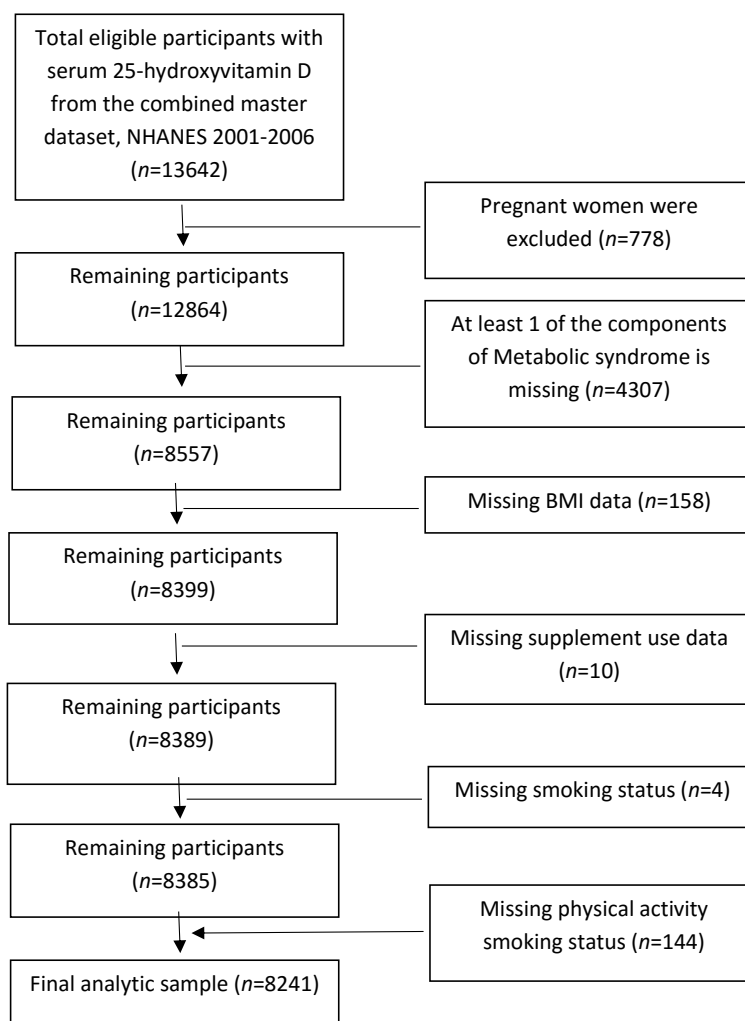 Total eligible participants with
serum 25-hydroxyvitamin D
from the combined master
dataset, NHANES 2001-2006
(n=13642)
Pregnant women were
excluded (n=778)
Remaining participants
(n=12864)
At least 1 of the components
of Metabolic syndrome is
missing (n=4307)
Remaining participants
(n=8557)
Missing BMI data (n=158)
Remaining participants
(n=8399)
Missing supplement use data
(n=10)
Remaining participants
(n=8389)
Missing smoking status (n=4)
Remaining participants
(n=8385)
Missing physical activity
smoking status (n=144)
Final analytic sample (n=8241)